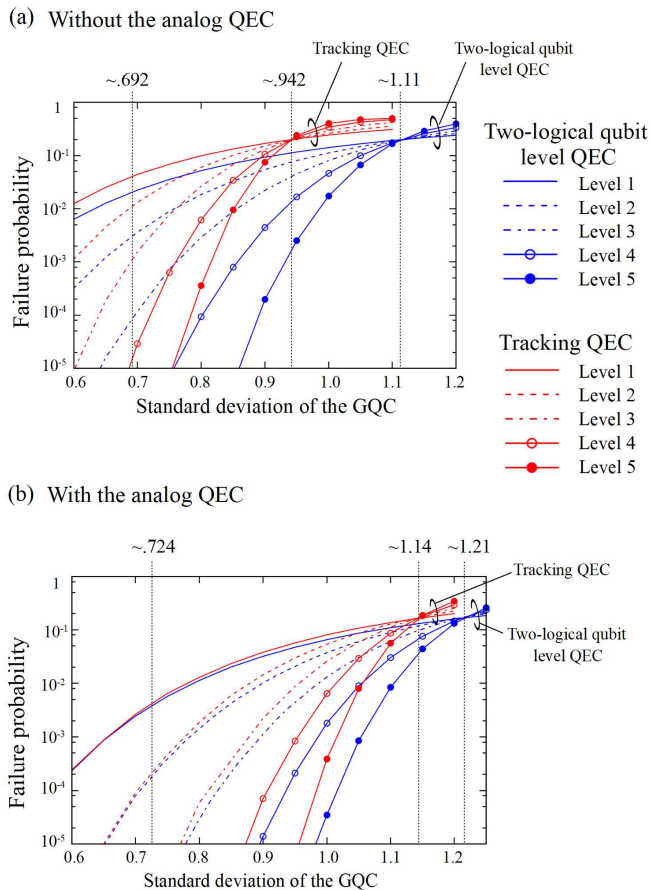 (a) Without the analog QEC
Tracking QEC
Two-logical qubit
level QEC
~.692
~.942
~1.11
1
10-1
10-2
10-3
10-4
10-5
Failure probability
0.6 0.7 0.8 0.9 1.0 1.1 1.2
Standard deviation of the GQC
Two-logical qubit
level QEC
Level 1
Level 2
Level 3
Level 4
Level 5
Tracking QEC
Level 1
Level 2
Level 3
Level 4
Level 5
(b) With the analog QEC
~.724
~1.14 ~1.21
Tracking QEC
Two-logical qubit
level QEC
1
10-1
10-2
10-3
10-4
10-5
Failure probability
0.6 0.7 0.8 0.9 1.0 1.1 1.2
Standard deviation of the GQC